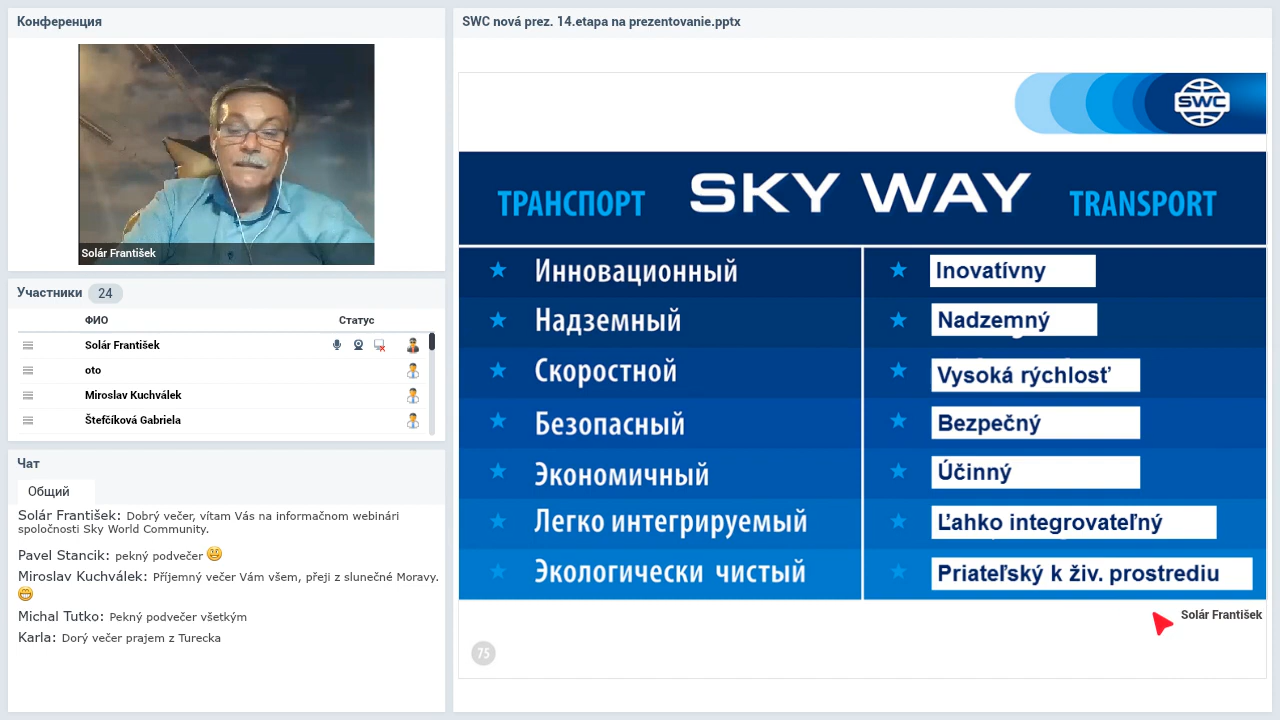 Конференция
Solár František
Участники 24
ФИО Статус
Solár František
oto
Miroslav Kuchválek
Štefčíková Gabriela
Чат
Общий
Solár František: Dobrý večer, vítam Vás na informačnom webinári
spoločnosti Sky World Community.
Pavel Stancik: pekný podvečer
Miroslav Kuchválek: Příjemný večer Vám všem, přeji z slunečné Moravy.
Michal Tutko: Pekný podvečer všetkým
Karla: Dorý večer prajem z Turecka
SWC nová prez. 14.etapa na prezentovanie.pptx
SWC
ТРАНСПОРТ SKY WAY TRANSPORT
Инновационный Inovatívny
Надземный Nadzemný
Скоростной Vysoká rýchlosť
Безопасный Bezpečný
Экономичный Účinný
Легко интегрируемый Ľahko integrovateľný
Экологически чистый Priateľský k živ. prostrediu
Solár František
75